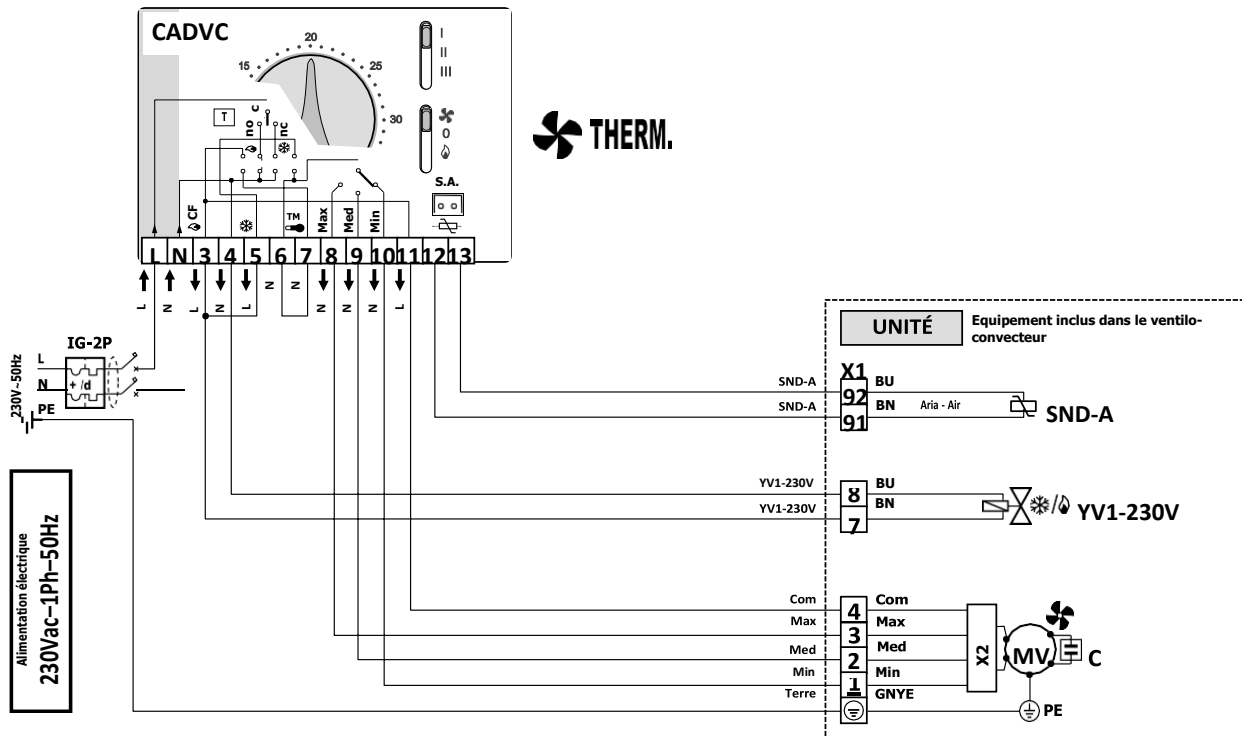 CADVC
15
20
25
30
I
II
III
0
T
c
no
nc
S.A.
CF
TM
Max
Med
Min
L N 3 4 5 6 7 8 9 10 11 12 13
L N L N L N N N N N L
THERM.
IG-2P
230V~50Hz
L
N
PE
+/d
Alimentation électrique
230Vac–1Ph–50Hz
UNITÉ
Equipement inclus dans le ventilo-
convecteur
X1
SND-A 92 BU
SND-A 91 BN Aria - Air
SND-A
YV1-230V 8 BU
YV1-230V 7 BN
YV1-230V
Com 4 Com
Max 3 Max
Med 2 Med
Min 1 Min
Terre GNYE
X2
MV
C
PE